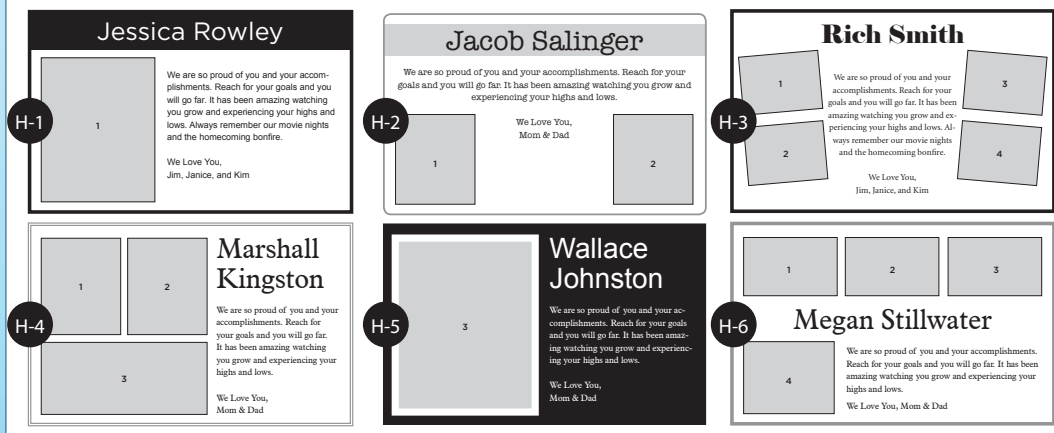 Jessica Rowley
H-1
1
We are so proud of you and your accom-
plishments. Reach for your goals and you
will go far. It has been amazing watching
you grow and experiencing your highs and
lows. Always remember our movie nights
and the homecoming bonfire.
We Love You,
Jim, Janice, and Kim
Jacob Salinger
We are so proud of you and your accomplishments. Reach for your
goals and you will go far. It has been amazing watching you grow and
experiencing your highs and lows.
H-2
We Love You,
Mom & Dad
1
2
Rich Smith
H-3
1
2
We are so proud of you and your
accomplishments. Reach for your
goals and you will go far. It has been
amazing watching you grow and ex-
periencing your highs and lows. Al-
ways remember our movie nights
and the homecoming bonfire.
We Love You,
Jim, Janice, and Kim
3
4
H-4
1
2
3
Marshall
Kingston
We are so proud of you and your
accomplishments. Reach for
your goals and you will go far.
It has been amazing watching
you grow and experiencing your
highs and lows.
We Love You,
Mom & Dad
H-5
3
Wallace
Johnston
We are so proud of you and your ac-
complishments. Reach for your goals
and you will go far. It has been amaz-
ing watching you grow and experienc-
ing your highs and lows.
We Love You,
Mom & Dad
1
2
3
H-6
Megan Stillwater
4
We are so proud of you and your accomplishments.
Reach for your goals and you will go far. It has been
amazing watching you grow and experiencing your
highs and lows.
We Love You, Mom & Dad